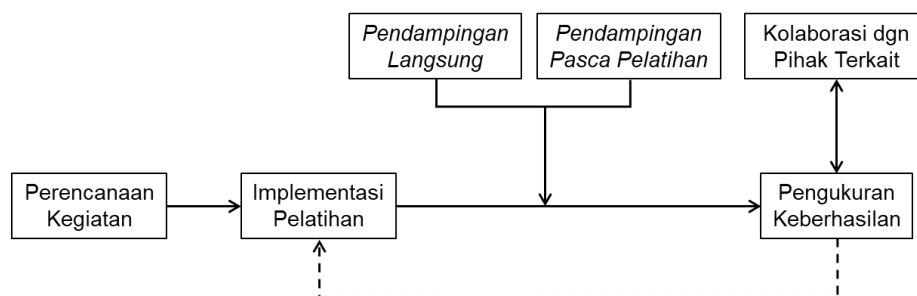 Pendampingan
Langsung
Pendampingan
Pasca Pelatihan
Kolaborasi dgn
Pihak Terkait
Perencanaan
Kegiatan
Implementasi
Pelatihan
Pengukuran
Keberhasilan